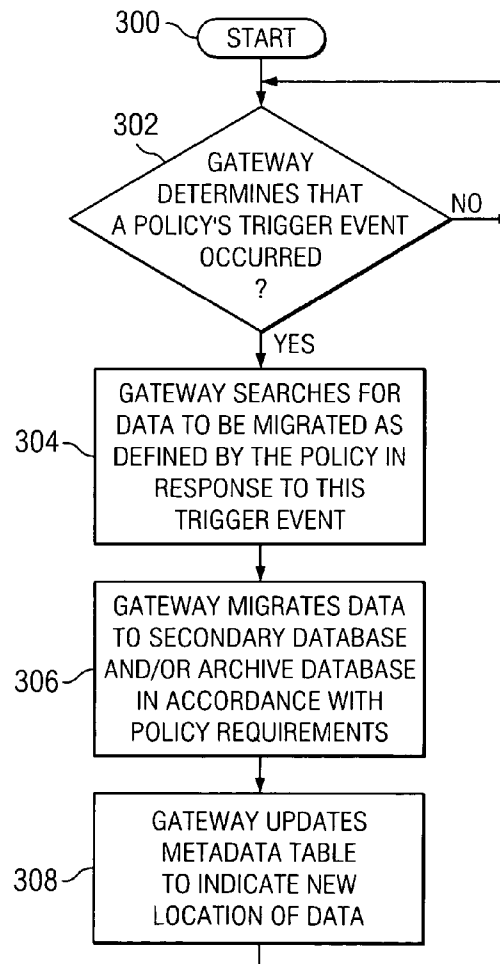 300
START
302
GATEWAY
DETERMINES THAT
A POLICY'S TRIGGER EVENT
OCCURRED
?
NO
YES
304
GATEWAY SEARCHES FOR
DATA TO BE MIGRATED AS
DEFINED BY THE POLICY IN
RESPONSE TO THIS
TRIGGER EVENT
306
GATEWAY MIGRATES DATA
TO SECONDARY DATABASE
AND/OR ARCHIVE DATABASE
IN ACCORDANCE WITH
POLICY REQUIREMENTS
308
GATEWAY UPDATES
METADATA TABLE
TO INDICATE NEW
LOCATION OF DATA